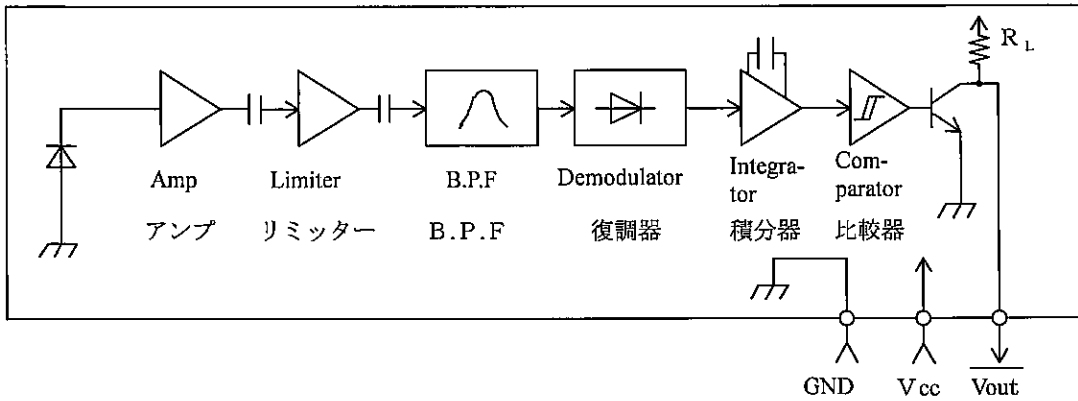 R L
Amp
Limiter
B.P.F
Demodulator
Integra-
tor
Com-
parator
アンプ
リミッター
B.P.F
復調器
積分器
比較器
GND
Vcc
Vout